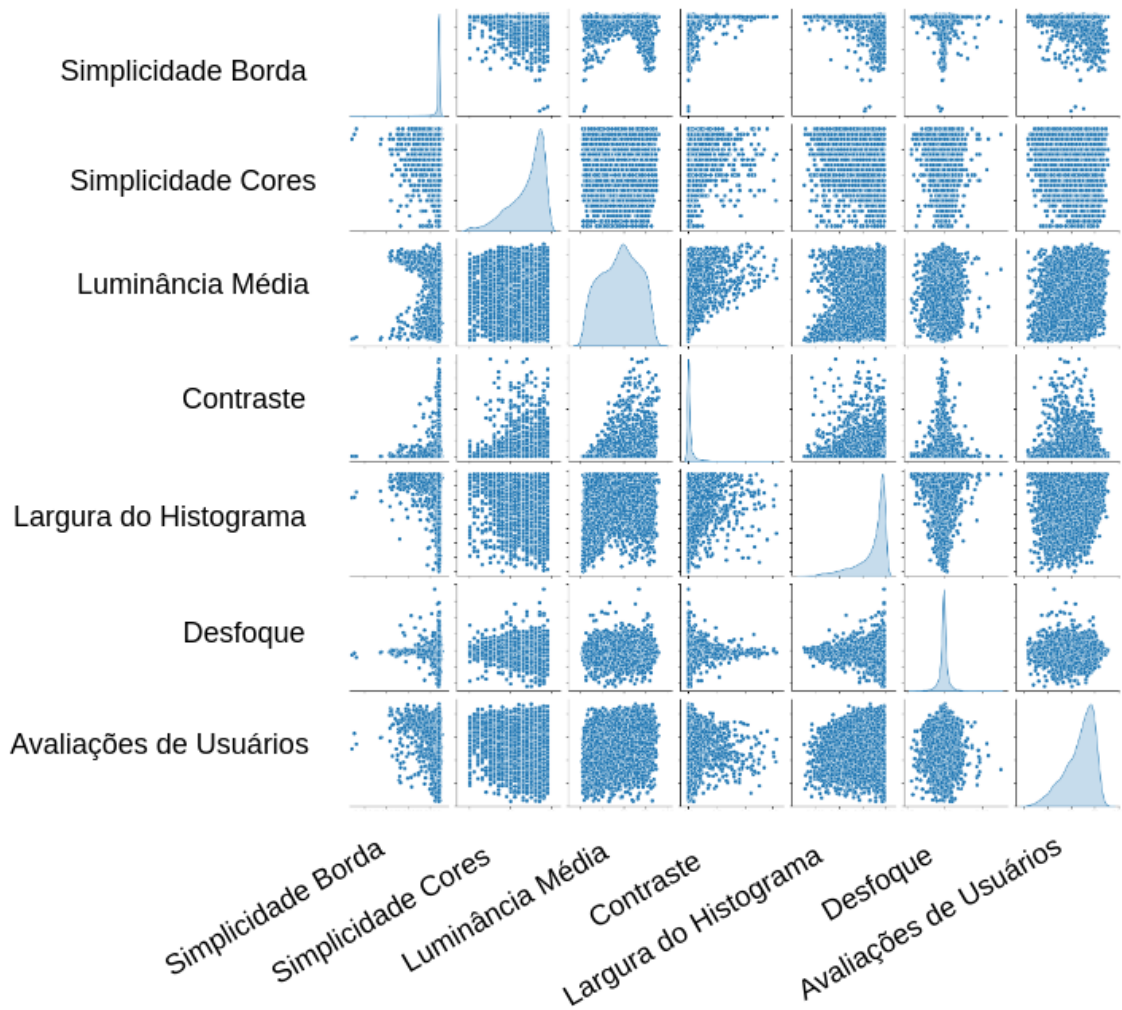 Simplicidade Borda
Simplicidade Cores
Luminância Média
Contraste
Largura do Histograma
Desfoque
Avaliações de Usuários
Simplicidade Borda
Simplicidade Cores
Luminância Média
Contraste
Largura do Histograma
Desfoque
Avaliações de Usuários